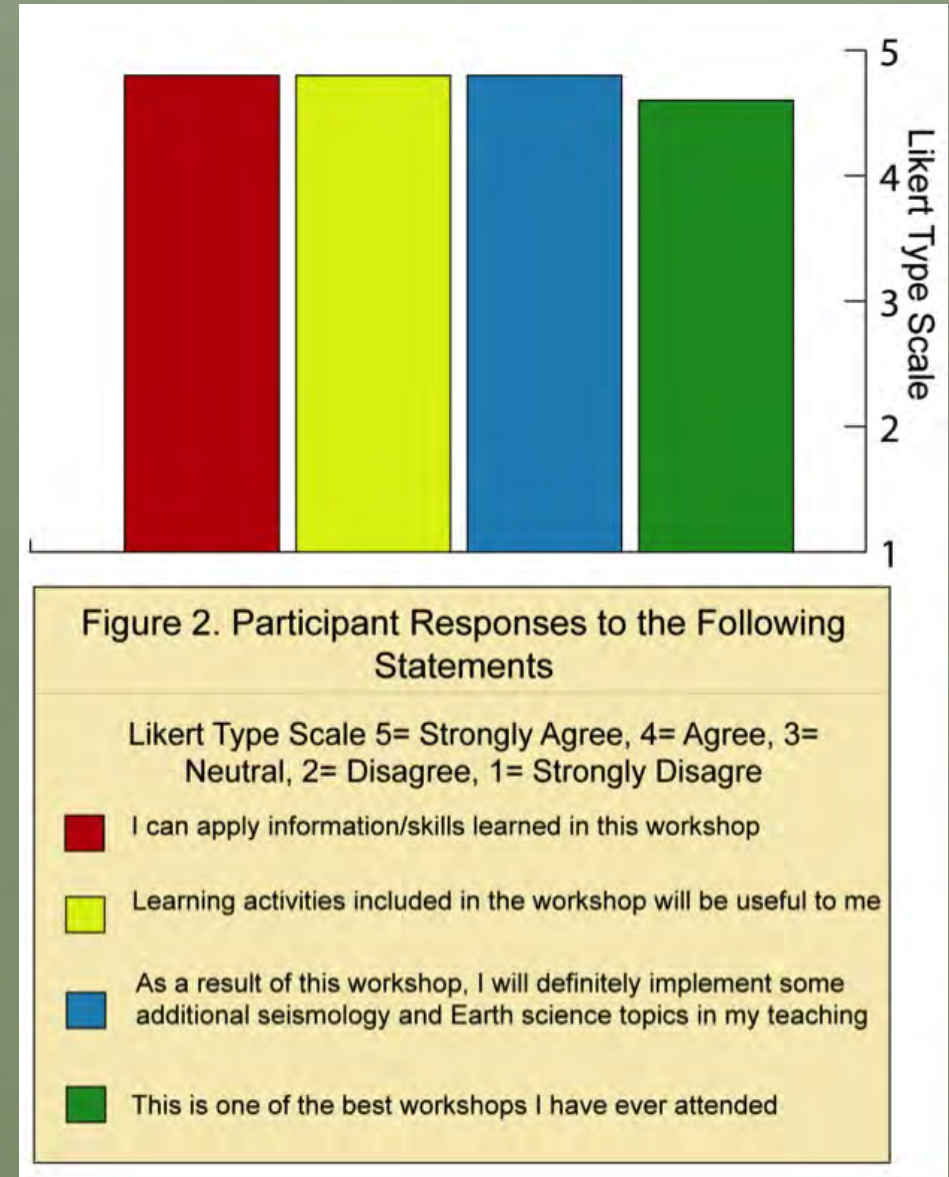 5
4
3
2
1
Likert Type Scale
Figure 2. Participant Responses to the Following
Statements
Likert Type Scale 5= Strongly Agree, 4= Agree, 3=
Neutral, 2= Disagree, 1= Strongly Disagre
I can apply information/skills learned in this workshop
Learning activities included in the workshop will be useful to me
As a result of this workshop, I will definitely implement some
additional seismology and Earth science topics in my teaching
This is one of the best workshops I have ever attended